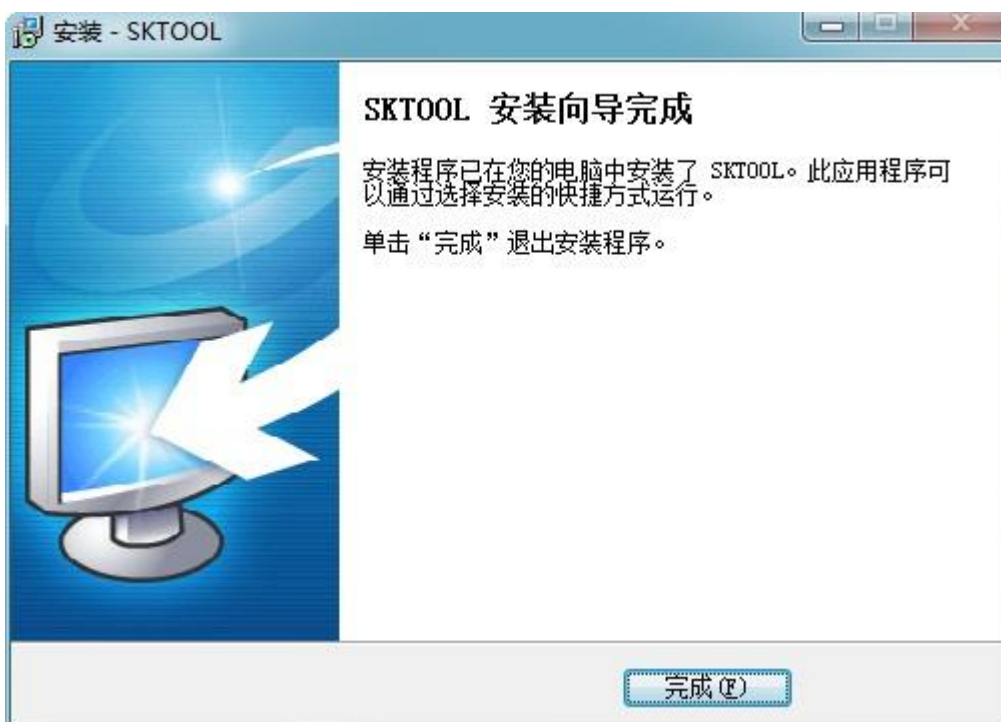 安装 - SKTOOL
SKTOOL 安装向导完成
安装程序已在您的电脑中安装了 SKTOOL。此应用程序可
以通过选择安装的快捷方式运行。
单击“完成”退出安装程序。
完成(F)